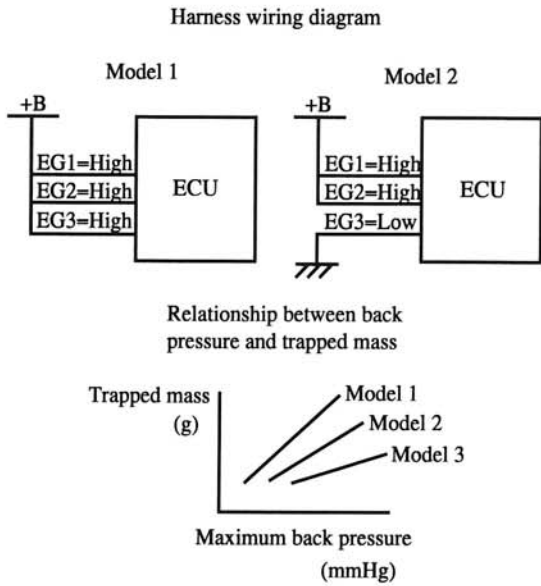 Harness wiring diagram
Model 1
+B
EG1=High
EG2=High
EG3=High
ECU
Model 2
+B
EG1=High
EG2=High
EG3=Low
ECU
Relationship between back
pressure and trapped mass
Trapped mass
(g)
Model 1
Model 2
Model 3
Maximum back pressure
(mmHg)